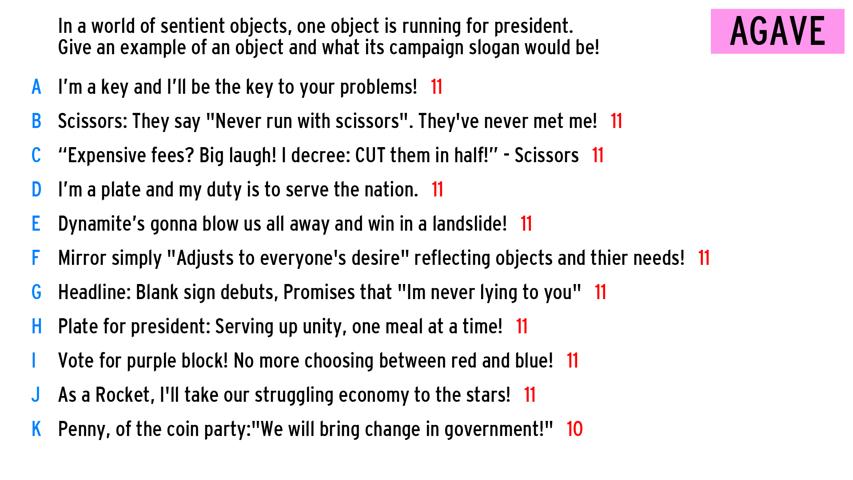 In a world of sentient objects, one object is running for president.
Give an example of an object and what its campaign slogan would be!
AGAVE
A I'm a key and I'll be the key to your problems! 11
B Scissors: They say "Never run with scissors". They've never met me! 11
C “Expensive fees? Big laugh! I decree: CUT them in half!” - Scissors 11
D I'm a plate and my duty is to serve the nation. 11
E Dynamite's gonna blow us all away and win in a landslide! 11
F Mirror simply "Adjusts to everyone's desire" reflecting objects and thier needs! 11
G Headline: Blank sign debuts, Promises that "Im never lying to you" 11
H Plate for president: Serving up unity, one meal at a time! 11
I Vote for purple block! No more choosing between red and blue! 11
J As a Rocket, I'll take our struggling economy to the stars! 11
K Penny, of the coin party:"We will bring change in government!" 10